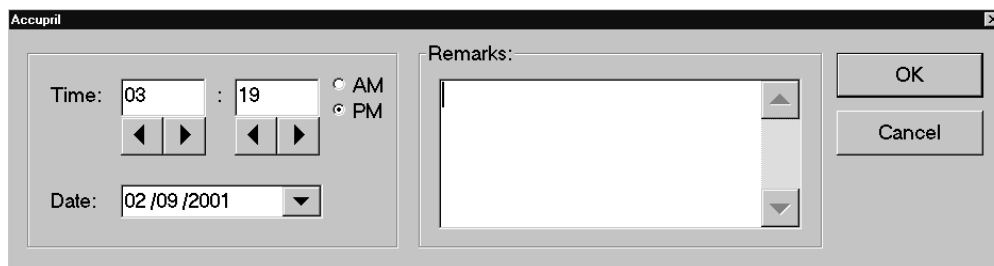 Accupril
Time: 03 : 19 AM
PM
Date: 02 /09 /2001
Remarks:
OK
Cancel